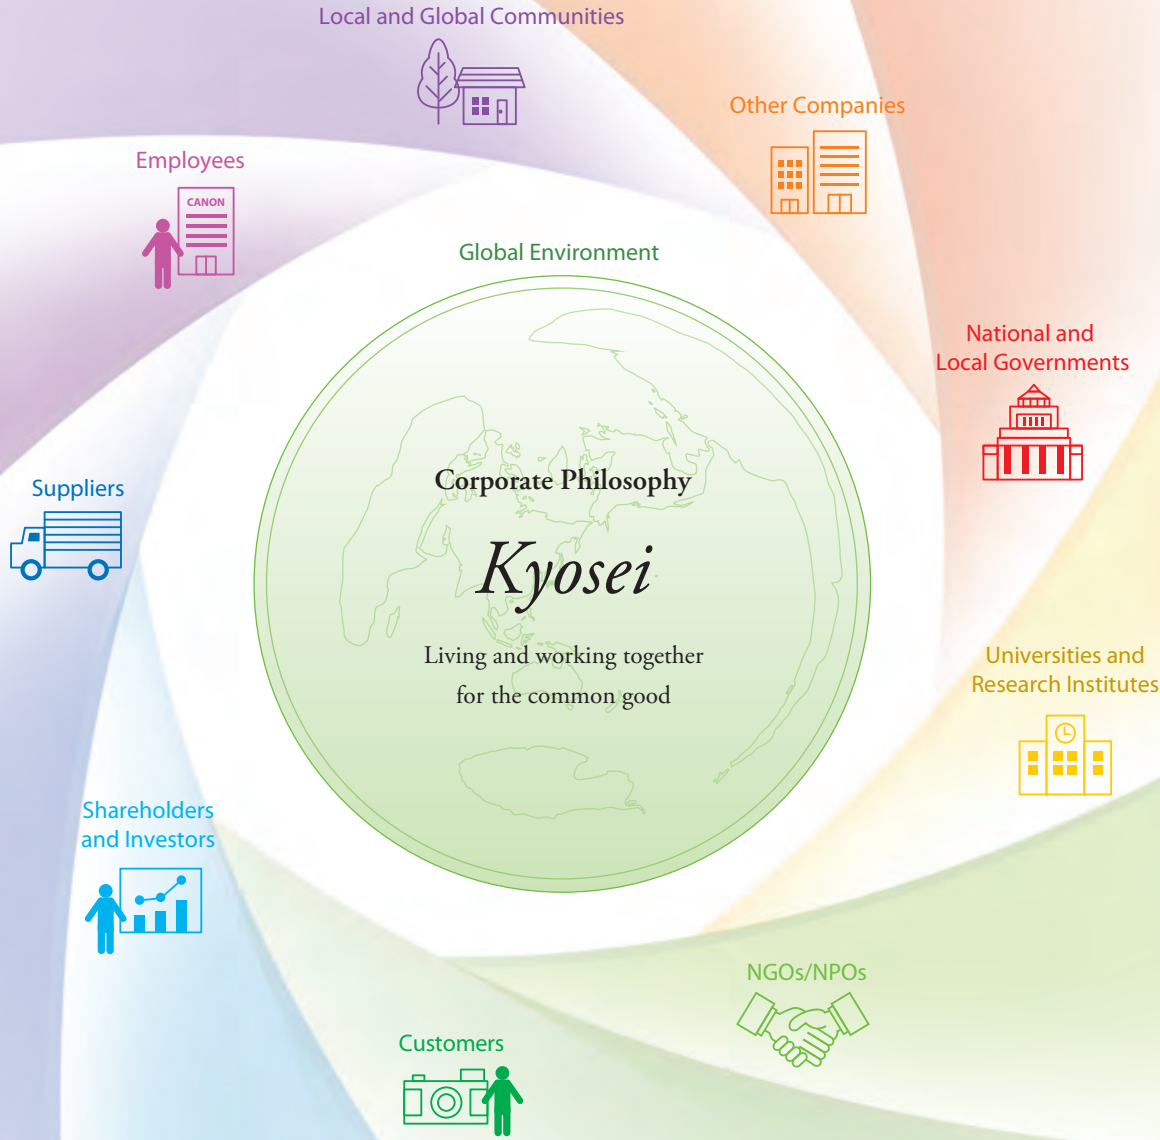 Local and Global Communities
Other Companies
Employees
CANON
Global Environment
National and
Local Governments
Corporate Philosophy
Suppliers
Kyosei
Living and working together
for the common good
Universities and
Research Institutes
Shareholders
and Investors
NGOs/NPOs
Customers